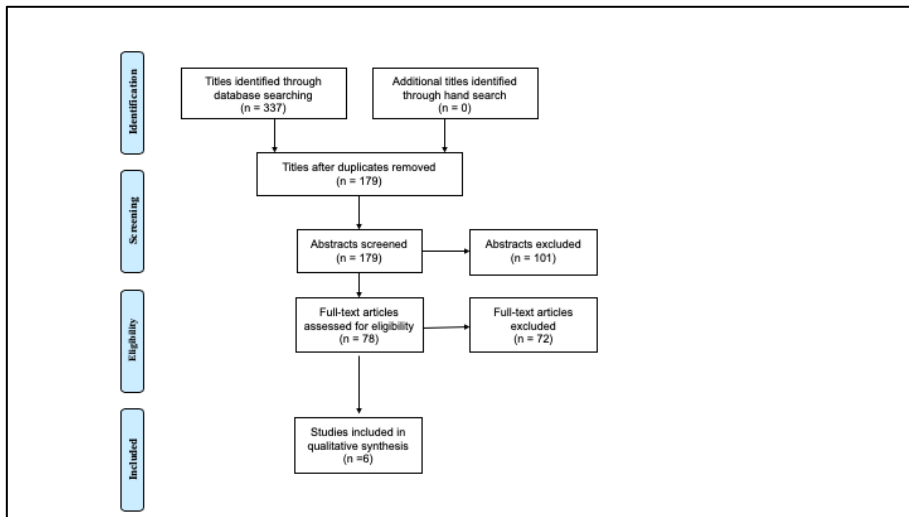 Identification
Titles identified through
database searching
(n = 337)
Additional titles identified
through hand search
(n = 0)
Titles after duplicates removed
(n = 179)
Screening
Abstracts screened
(n = 179)
Abstracts excluded
(n = 101)
Eligibility
Full-text articles
assessed for eligibility
(n = 78)
Full-text articles
excluded
(n = 72)
Included
Studies included in
qualitative synthesis
(n =6)